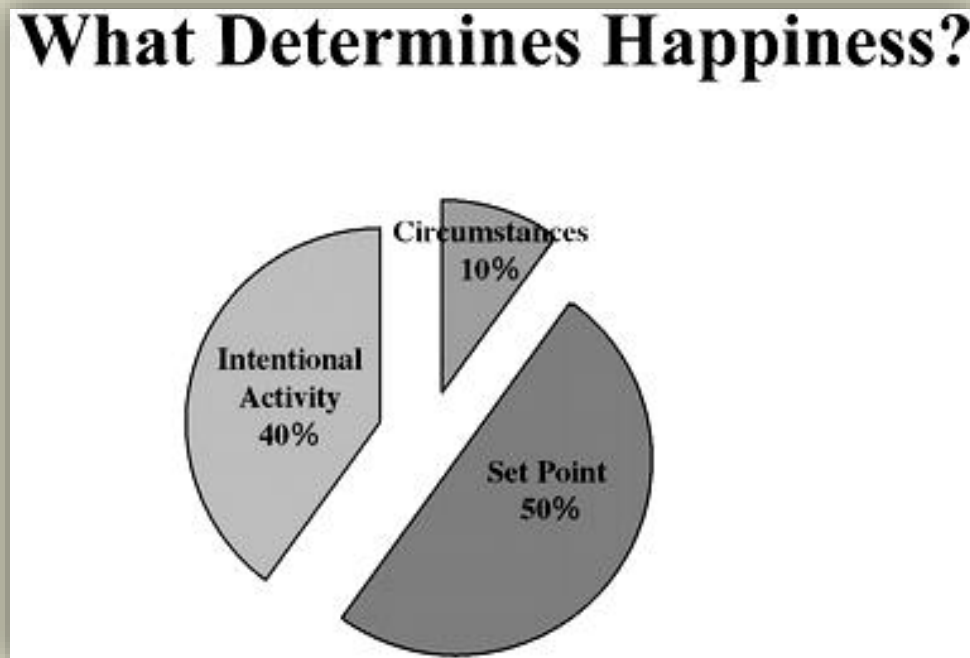 What Determines Happiness?
Circumstances
10%
Intentional
Activity
40%
Set Point
50%